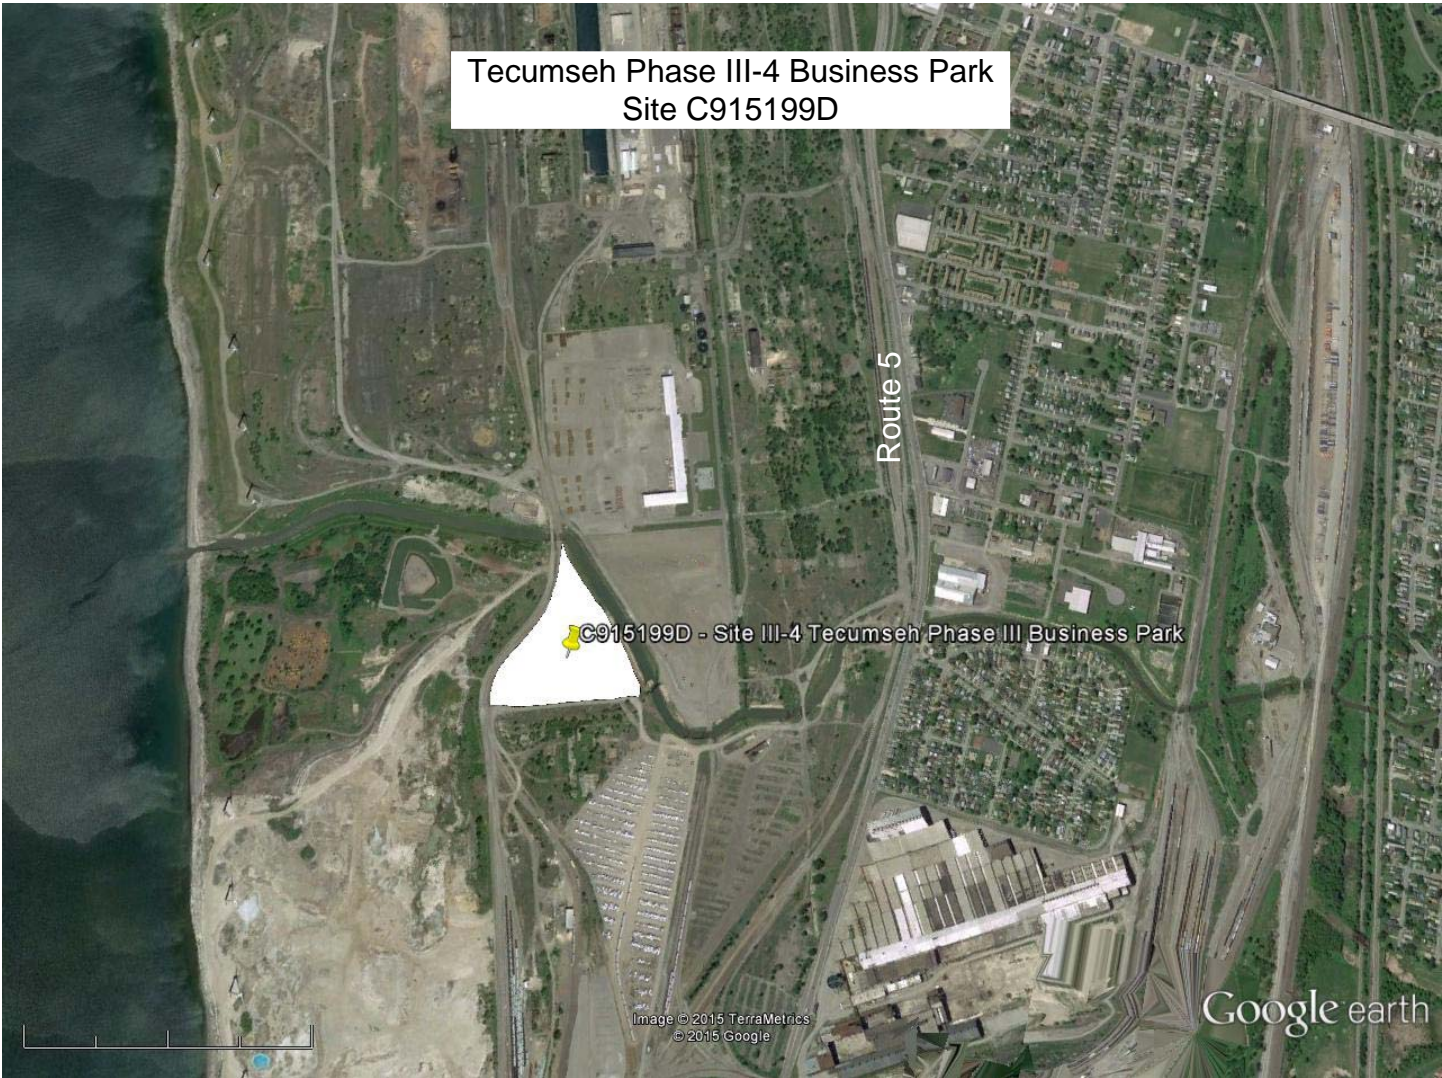 Tecumseh Phase III-4 Business Park
Site C915199D
Route 5
C915199D - Site III-4 Tecumseh Phase III Business Park
Image © 2015 TerraMetrics
© 2015 Google
Google earth